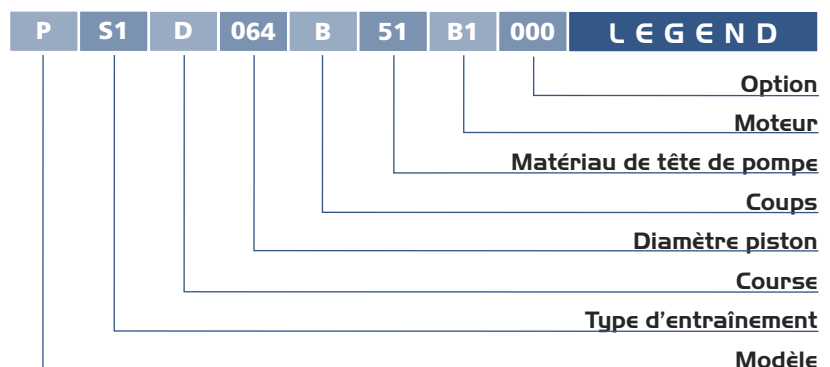 P S1 D 064 B 51 B1 000 LEGEND
Option
Moteur
Matériau de tête de pompe
Coups
Diamètre piston
Course
Type d'entraînement
Modèle